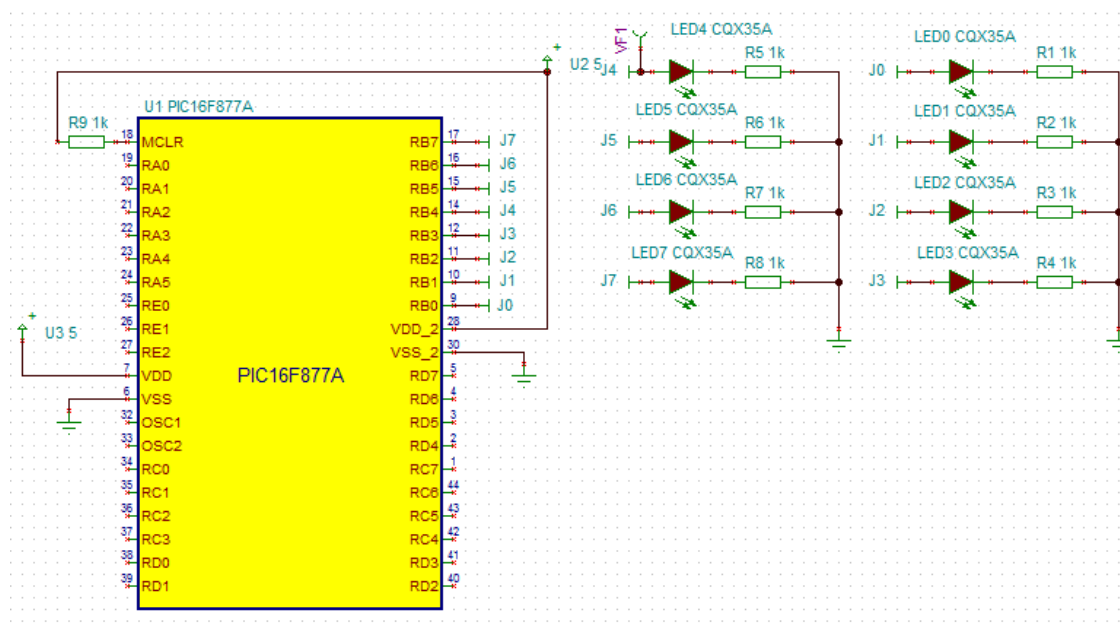 VF1
LED4 CQX35A
R5 1k
J4
LED5 CQX35A
R6 1k
J5
LED6 CQX35A
R7 1k
J6
LED7 CQX35A
R8 1k
J7
LED0 CQX35A
R1 1k
J0
LED1 CQX35A
R2 1k
J1
LED2 CQX35A
R3 1k
J2
LED3 CQX35A
R4 1k
J3
+
U2 5
U1 PIC16F877A
R9 1k
+
U3 5
PIC16F877A
18 MCLR
19 RA0
20 RA1
21 RA2
22 RA3
23 RA4
24 RA5
25 RE0
26 RE1
27 RE2
7 VDD
6 VSS
32 OSC1
33 OSC2
34 RC0
35 RC1
36 RC2
37 RC3
38 RD0
39 RD1
RB7 17 J7
RB6 16 J6
RB5 15 J5
RB4 14 J4
RB3 12 J3
RB2 11 J2
RB1 10 J1
RB0 9 J0
VDD_2 28
VSS_2 30
RD7 5
RD6 4
RD5 3
RD4 2
RC7 1
RC6 44
RC5 43
RC4 42
RD3 41
RD2 40